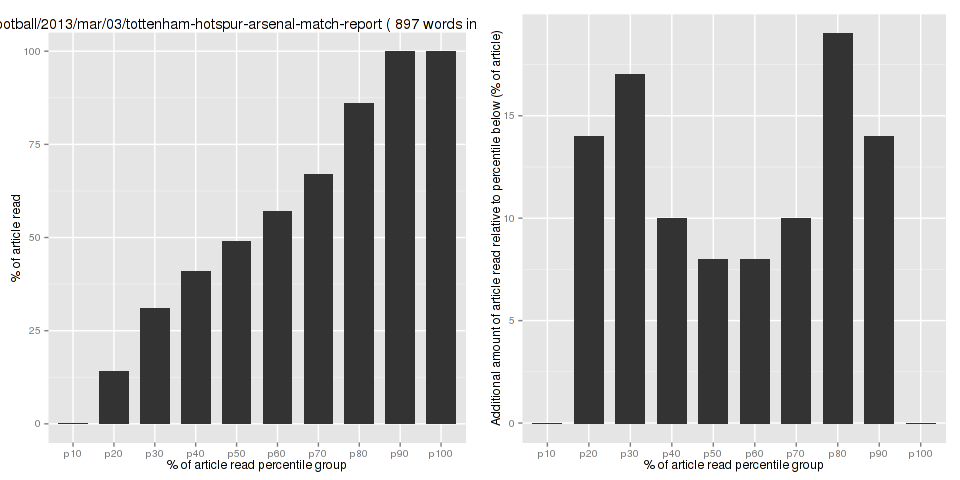 ootball/2013/mar/03/tottenham-hotspur-arsenal-match-report ( 897 words in
% of article read
100
75
50
25
0
p10 p20 p30 p40 p50 p60 p70 p80 p90 p100
% of article read percentile group
Additional amount of article read relative to percentile below (% of article)
15
10
5
0
p10 p20 p30 p40 p50 p60 p70 p80 p90 p100
% of article read percentile group